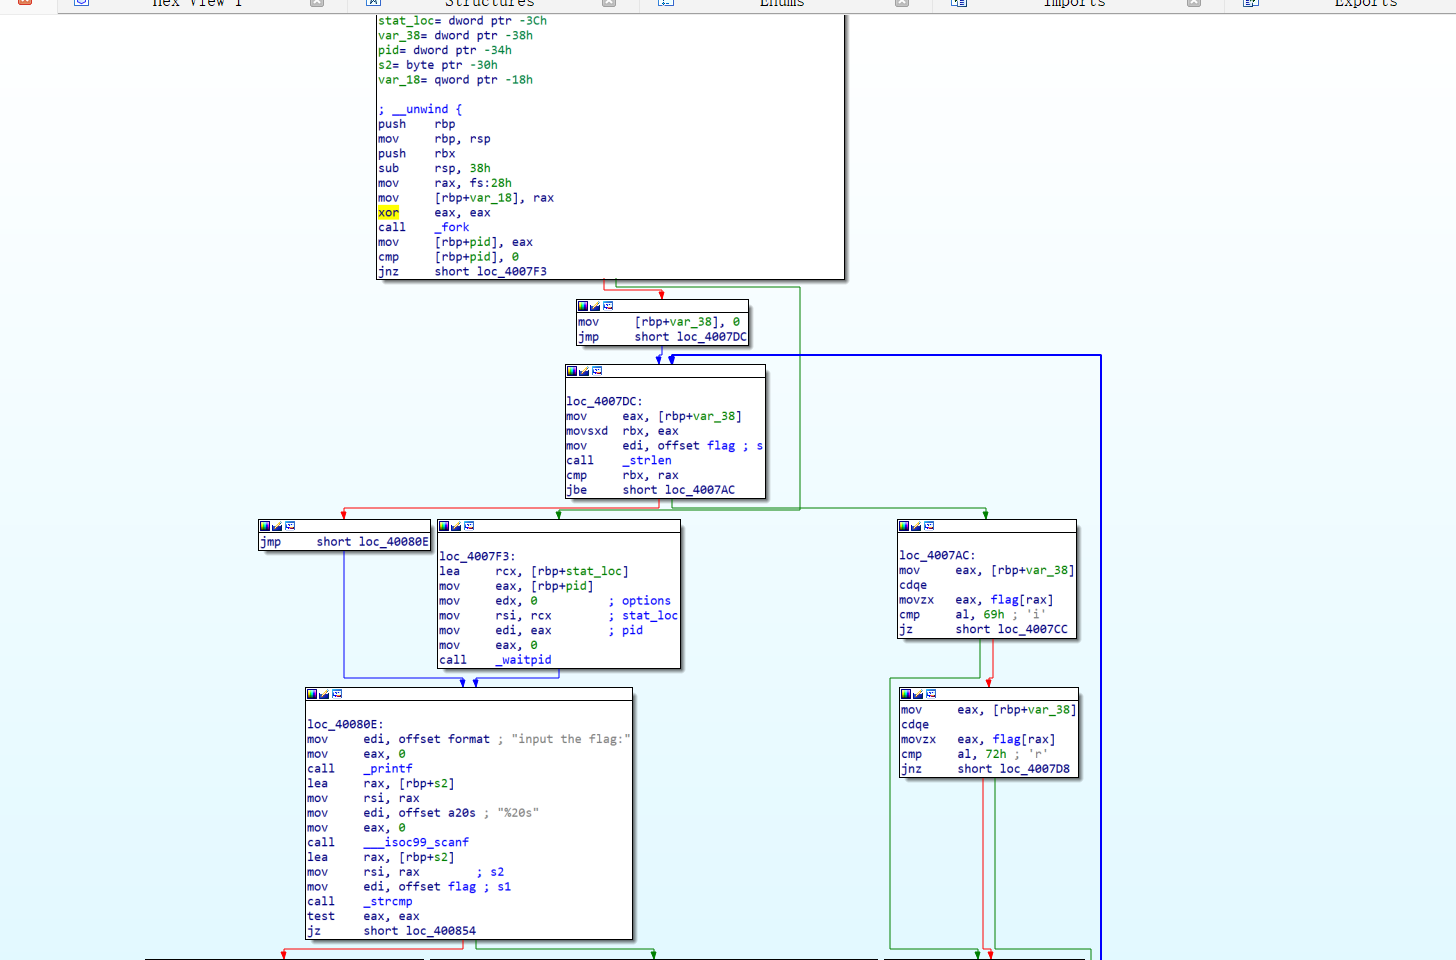 Hex View 1
Structures
Enums
Imports
Exports
stat_loc= dword ptr -3Ch
var_38= dword ptr -38h
pid= dword ptr -34h
s2= byte ptr -30h
var_18= qword ptr -18h
; __unwind {
push rbp
mov rbp, rsp
push rbx
sub rsp, 38h
mov rax, fs:28h
mov [rbp+var_18], rax
xor eax, eax
call _fork
mov [rbp+pid], eax
cmp [rbp+pid], 0
jnz short loc_4007F3
mov [rbp+var_38], 0
jmp short loc_4007DC
loc_4007DC:
mov eax, [rbp+var_38]
movsxd rbx, eax
mov edi, offset flag ; s
call _strlen
cmp rbx, rax
jbe short loc_4007AC
jmp short loc_40080E
loc_4007F3:
lea rcx, [rbp+stat_loc]
mov eax, [rbp+pid]
mov edx, 0 ; options
mov rsi, rcx ; stat_loc
mov edi, eax ; pid
mov eax, 0
call _waitpid
loc_4007AC:
mov eax, [rbp+var_38]
cdqe
movzx eax, flag[rax]
cmp al, 69h ; 'i'
jz short loc_4007CC
loc_40080E:
mov edi, offset format ; "input the flag:"
mov eax, 0
call _printf
lea rax, [rbp+s2]
mov rsi, rax
mov edi, offset a20s ; "%20s"
mov eax, 0
call ___isoc99_scanf
lea rax, [rbp+s2]
mov rsi, rax ; s2
mov edi, offset flag ; s1
call _strcmp
test eax, eax
jz short loc_400854
mov eax, [rbp+var_38]
cdqe
movzx eax, flag[rax]
cmp al, 72h ; 'r'
jnz short loc_4007D8